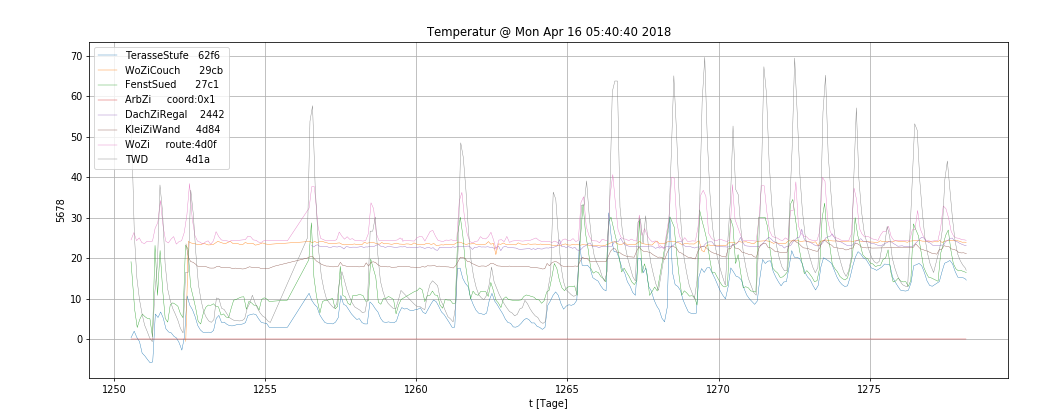 Temperatur @ Mon Apr 16 05:40:40 2018
70
60
50
40
30
20
10
0
5678
TerasseStufe 62f6
WoZiCouch 29cb
FenstSued 27c1
ArbZi coord:0x1
DachZiRegal 2442
KleiZiWand 4d84
WoZi route:4d0f
TWD 4d1a
1250 1255 1260 1265 1270 1275
t [Tage]